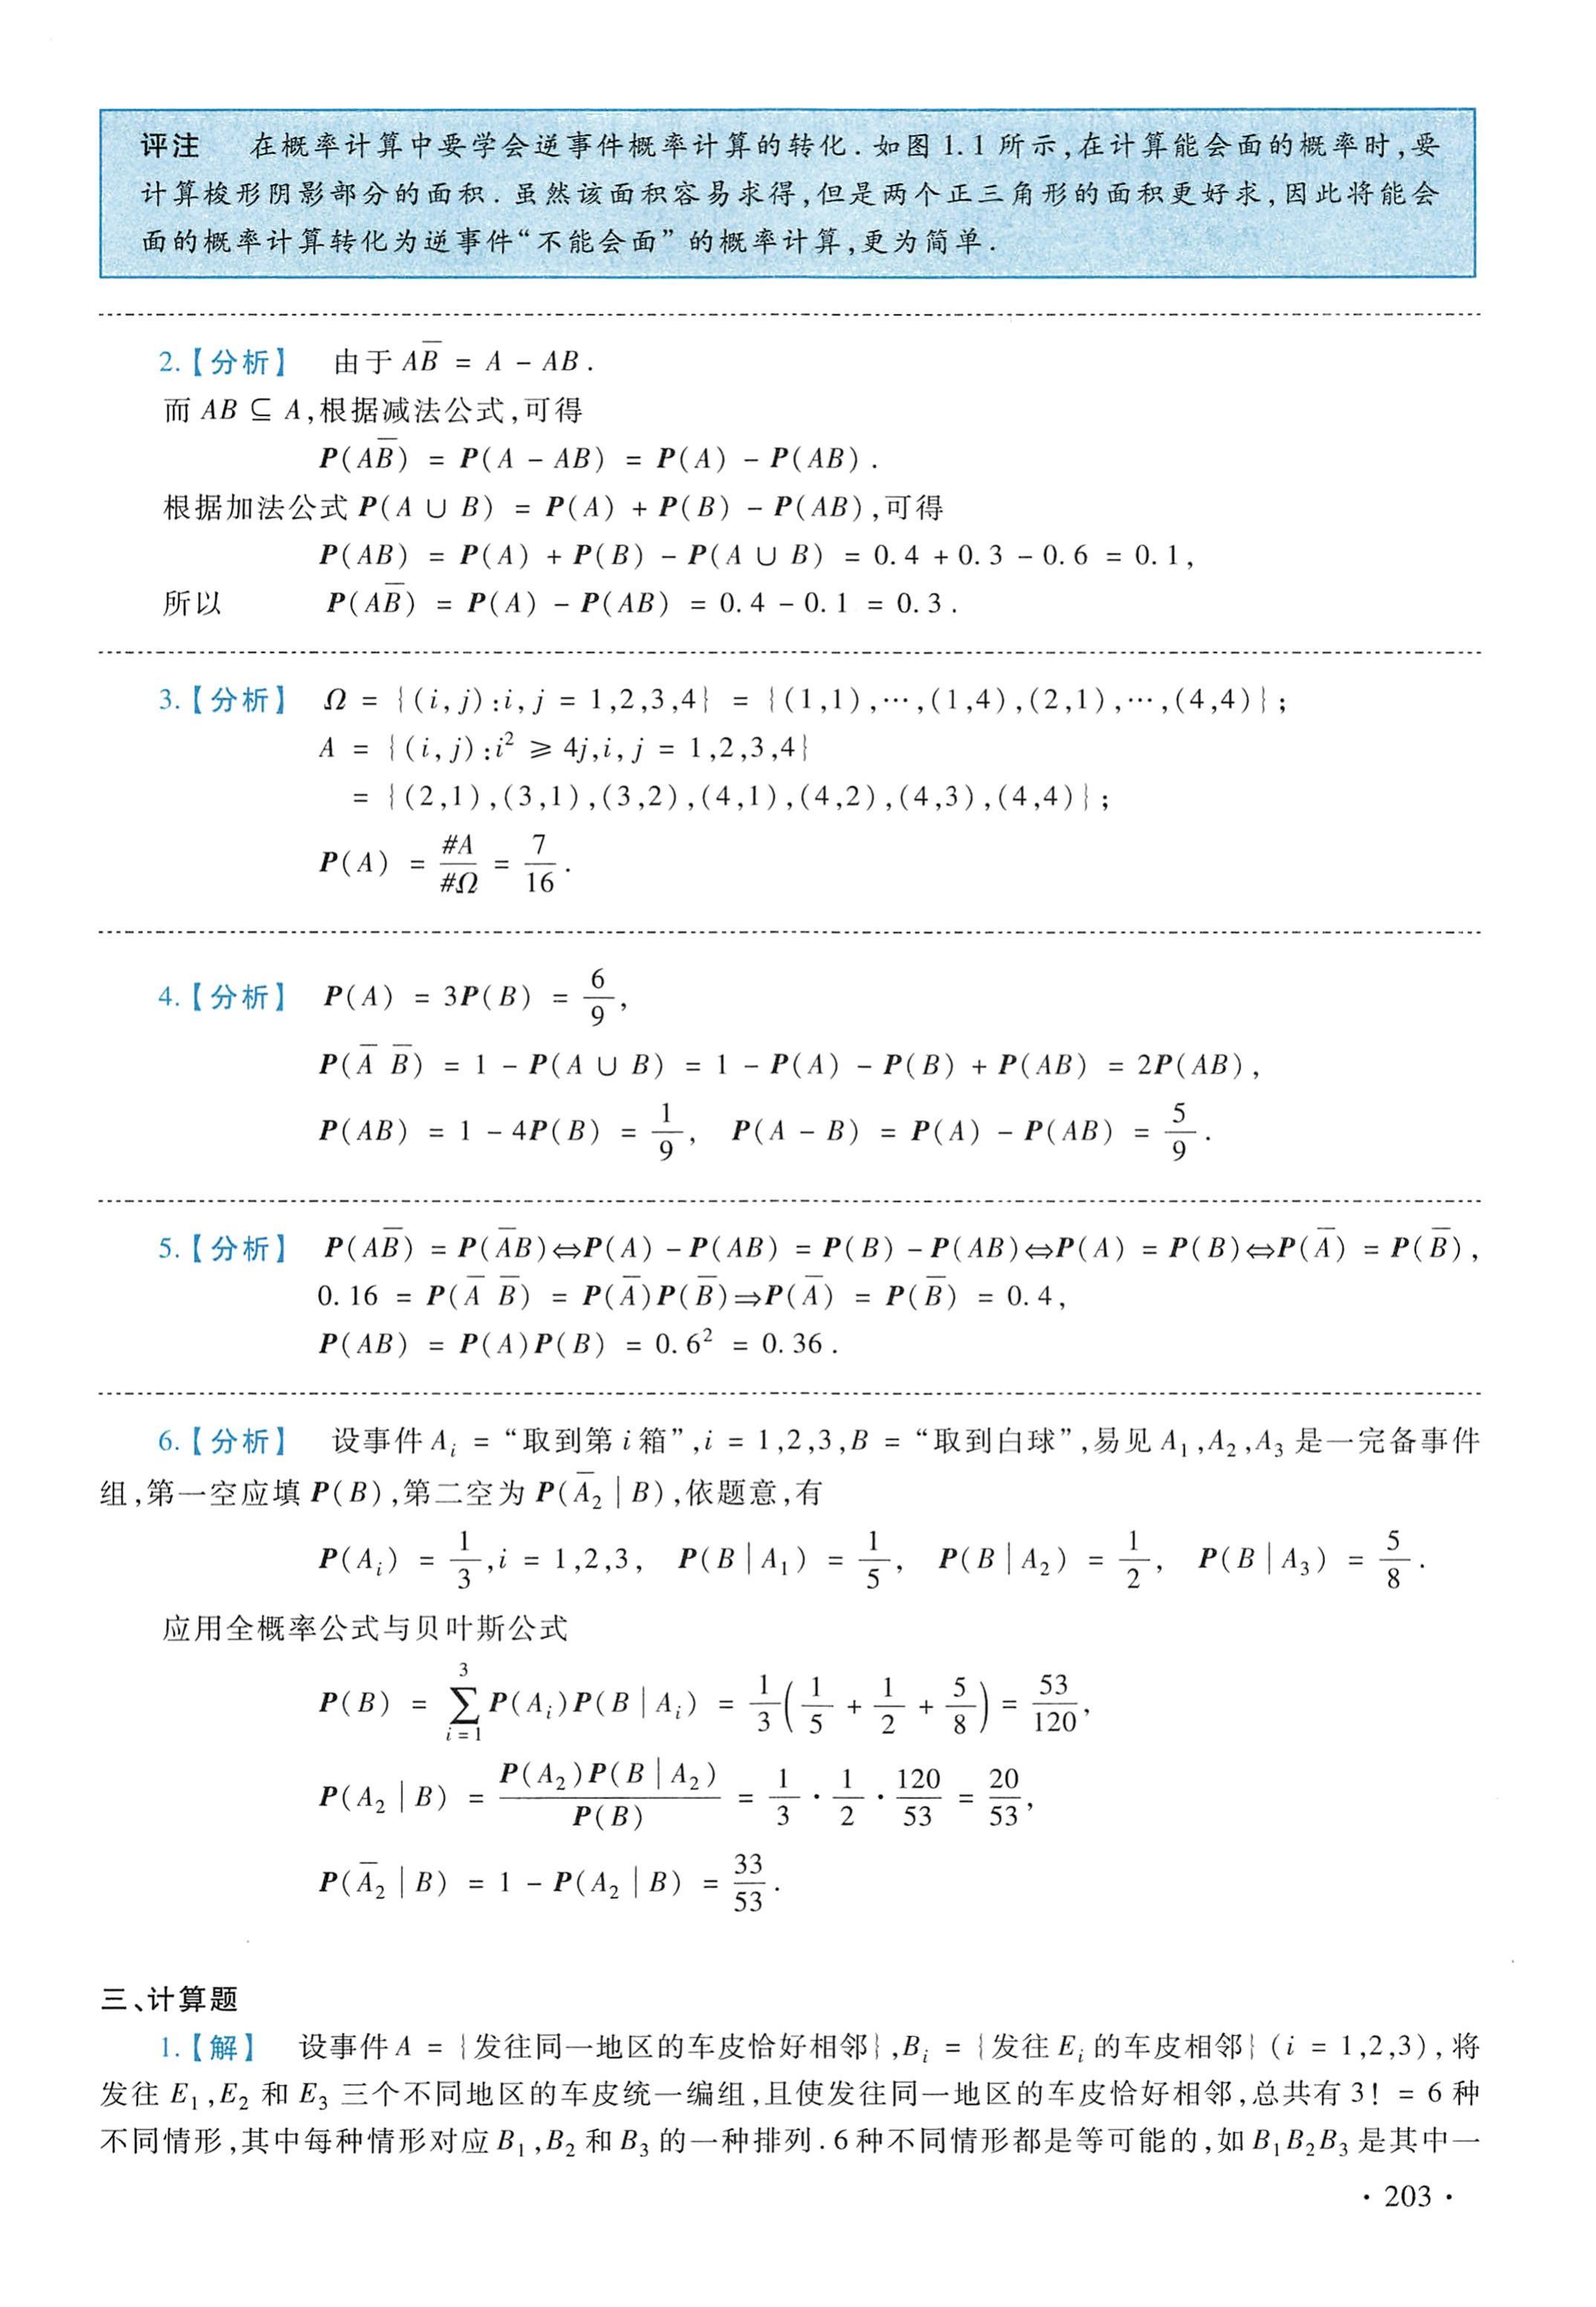 评注 在概率计算中要学会逆事件概率计算的转化.如图1.1所示,在计算能会面的概率时,要
计算梭形阴影部分的面积.虽然该面积容易求得,但是两个正三角形的面积更好求,因此将能会
面的概率计算转化为逆事件“不能会面”的概率计算,更为简单.
2.【分析】 由于 $A\overline{B} = A - AB$.
而 $AB \subseteq A$,根据减法公式,可得
$P(A\overline{B}) = P(A - AB) = P(A) - P(AB)$.
根据加法公式 $P(A \cup B) = P(A) + P(B) - P(AB)$,可得
$P(AB) = P(A) + P(B) - P(A \cup B) = 0.4 + 0.3 - 0.6 = 0.1$,
所以 $P(A\overline{B}) = P(A) - P(AB) = 0.4 - 0.1 = 0.3$.
3.【分析】 $\Omega = \{(i,j):i,j = 1,2,3,4\} = \{(1,1),\cdots,(1,4),(2,1),\cdots,(4,4)\}$;
$A = \{(i,j):i^2 \geqslant 4j,i,j = 1,2,3,4\}$
$= \{(2,1),(3,1),(3,2),(4,1),(4,2),(4,3),(4,4)\}$;
$P(A) = \frac{\#A}{\#\Omega} = \frac{7}{16}$.
4.【分析】 $P(A) = 3P(B) = \frac{6}{9}$,
$P(\overline{A}\ \overline{B}) = 1 - P(A \cup B) = 1 - P(A) - P(B) + P(AB) = 2P(AB)$,
$P(AB) = 1 - 4P(B) = \frac{1}{9}$, $P(A - B) = P(A) - P(AB) = \frac{5}{9}$.
5.【分析】 $P(A\overline{B}) = P(\overline{A}B) \Leftrightarrow P(A) - P(AB) = P(B) - P(AB) \Leftrightarrow P(A) = P(B) \Leftrightarrow P(\overline{A}) = P(\overline{B})$,
$0.16 = P(\overline{A}\ \overline{B}) = P(\overline{A})P(\overline{B}) \Rightarrow P(\overline{A}) = P(\overline{B}) = 0.4$,
$P(AB) = P(A)P(B) = 0.6^2 = 0.36$.
6.【分析】 设事件 $A_i$ = “取到第 $i$ 箱”,$i = 1,2,3$,$B$ = “取到白球”,易见 $A_1,A_2,A_3$ 是一完备事件
组,第一空应填 $P(B)$,第二空为 $P(\overline{A}_2 | B)$,依题意,有
$P(A_i) = \frac{1}{3},i = 1,2,3$, $P(B | A_1) = \frac{1}{5}$, $P(B | A_2) = \frac{1}{2}$, $P(B | A_3) = \frac{5}{8}$.
应用全概率公式与贝叶斯公式
$P(B) = \sum_{i=1}^{3} P(A_i)P(B | A_i) = \frac{1}{3}\left(\frac{1}{5} + \frac{1}{2} + \frac{5}{8}\right) = \frac{53}{120}$,
$P(A_2 | B) = \frac{P(A_2)P(B | A_2)}{P(B)} = \frac{1}{3} \cdot \frac{1}{2} \cdot \frac{120}{53} = \frac{20}{53}$,
$P(\overline{A}_2 | B) = 1 - P(A_2 | B) = \frac{33}{53}$.
三、计算题
1.【解】 设事件 $A$ = {发往同一地区的车皮恰好相邻},$B_i$ = {发往 $E_i$ 的车皮相邻} ($i = 1,2,3$),将
发往 $E_1,E_2$ 和 $E_3$ 三个不同地区的车皮统一编组,且使发往同一地区的车皮恰好相邻,总共有 $3! = 6$ 种
不同情形,其中每种情形对应 $B_1,B_2$ 和 $B_3$ 的一种排列.6种不同情形都是等可能的,如 $B_1B_2B_3$ 是其中一
· 203 ·